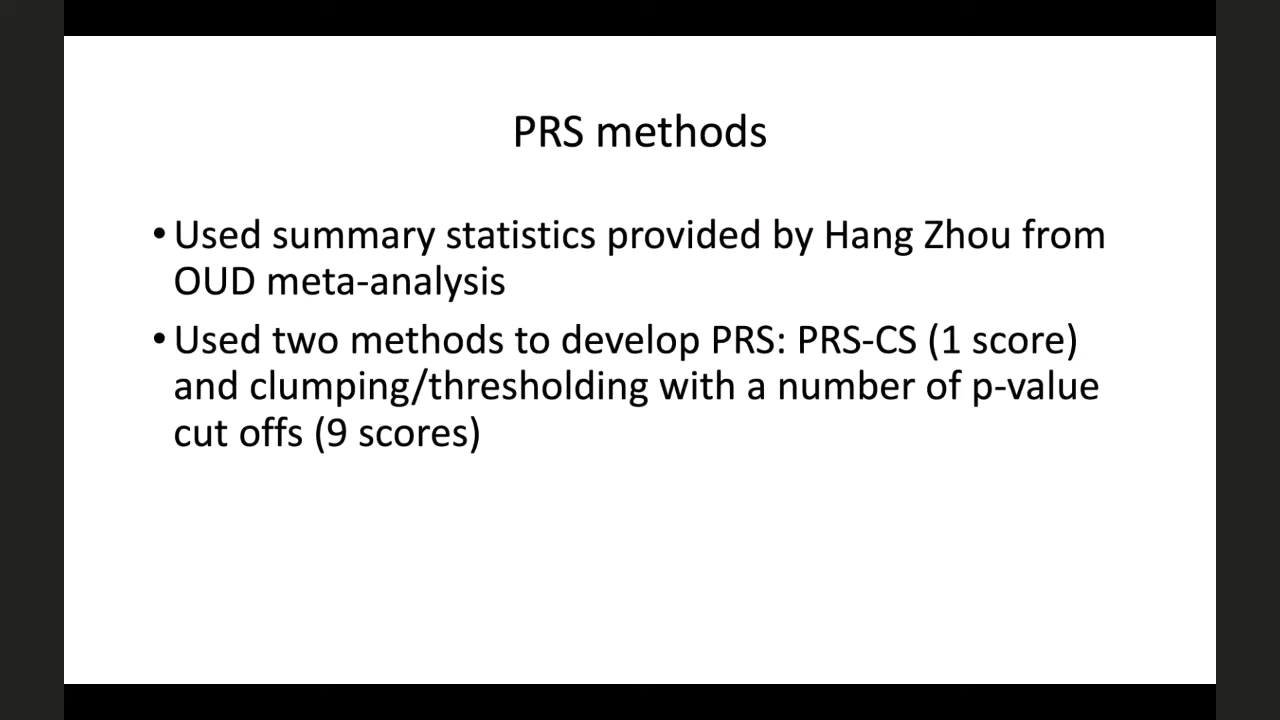 PRS methods
•Used summary statistics provided by Hang Zhou from
OUD meta-analysis
•Used two methods to develop PRS: PRS-CS (1 score)
and clumping/thresholding with a number of p-value
cut offs (9 scores)